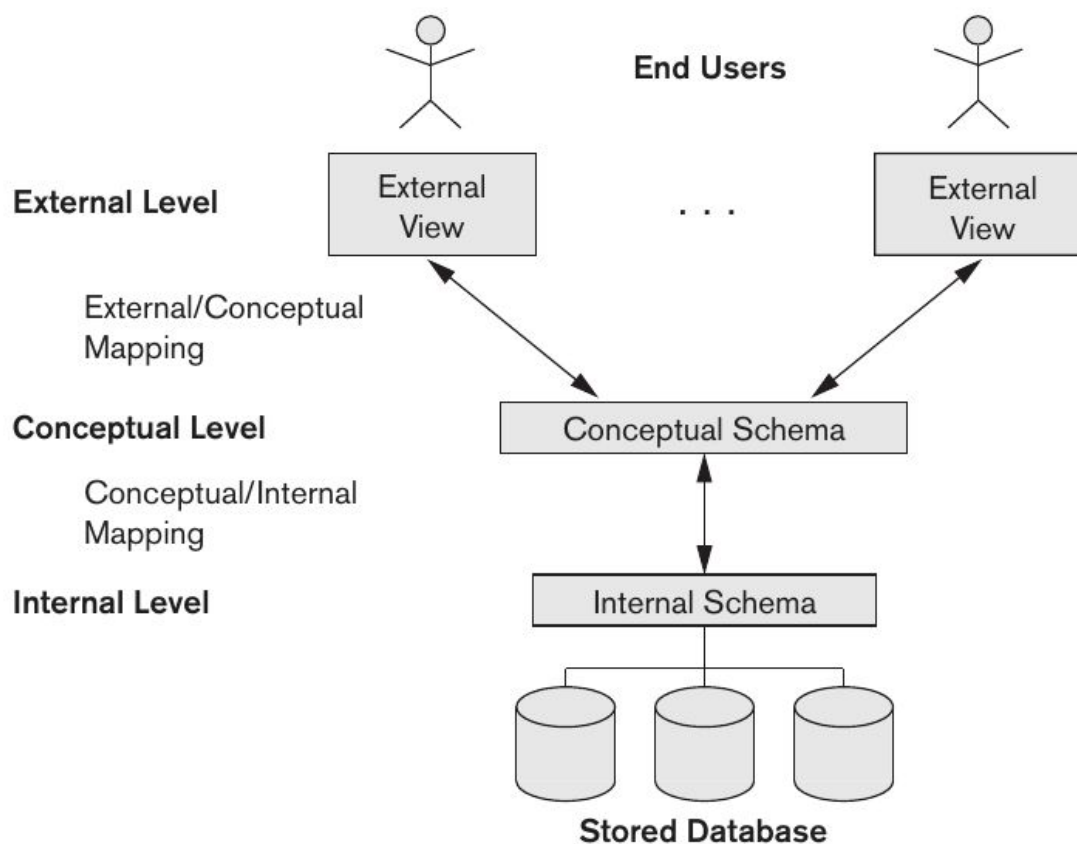 End Users
External Level
External
View
. . .
External
View
External/Conceptual
Mapping
Conceptual Level
Conceptual Schema
Conceptual/Internal
Mapping
Internal Level
Internal Schema
Stored Database